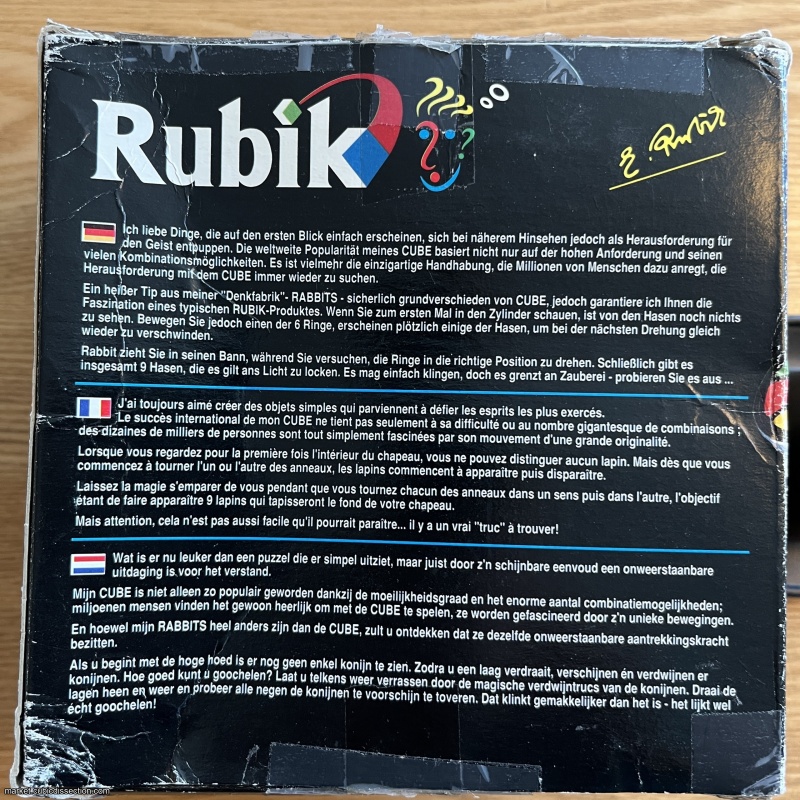 Rubik
E. Rubik
Ich liebe Dinge, die auf den ersten Blick einfach erscheinen, sich bei näherem Hinsehen jedoch als Herausforderung für
den Geist entpuppen. Die weltweite Popularität meines CUBE basiert nicht nur auf der hohen Anforderung und seinen
vielen Kombinationsmöglichkeiten. Es ist vielmehr die einzigartige Handhabung, die Millionen von Menschen dazu anregt, die
Herausforderung mit dem CUBE immer wieder zu suchen.
Ein heißer Tip aus meiner "Denkfabrik"- RABBITS - sicherlich grundverschieden von CUBE, jedoch garantiere ich Ihnen die
Faszination eines typischen RUBIK-Produktes. Wenn Sie zum ersten Mal in den Zylinder schauen, ist von den Hasen noch nichts
zu sehen. Bewegen Sie jedoch einen der 6 Ringe, erscheinen plötzlich einige der Hasen, um bei der nächsten Drehung gleich
wieder zu verschwinden.
Rabbit zieht Sie in seinen Bann, während Sie versuchen, die Ringe in die richtige Position zu drehen. Schließlich gibt es
insgesamt 9 Hasen, die es gilt ans Licht zu locken. Es mag einfach klingen, doch es grenzt an Zauberei - probieren Sie es aus ...
J'ai toujours aimé créer des objets simples qui parviennent à défier les esprits les plus exercés.
Le succès international de mon CUBE ne tient pas seulement à sa difficulté ou au nombre gigantesque de combinaisons ;
des dizaines de milliers de personnes sont tout simplement fascinées par son mouvement d'une grande originalité.
Lorsque vous regardez pour la première fois l'intérieur du chapeau, vous ne pouvez distinguer aucun lapin. Mais dès que vous
commencez à tourner l'un ou l'autre des anneaux, les lapins commencent à apparaître puis disparaître.
Laissez la magie s'emparer de vous pendant que vous tournez chacun des anneaux dans un sens puis dans l'autre, l'objectif
étant de faire apparaître 9 lapins qui tapisseront le fond de votre chapeau.
Mais attention, cela n'est pas aussi facile qu'il pourrait paraître... il y a un vrai "truc" à trouver!
Wat is er nu leuker dan een puzzel die er simpel uitziet, maar juist door z'n schijnbare eenvoud een onweerstaanbare
uitdaging is voor het verstand.
Mijn CUBE is niet alleen zo populair geworden dankzij de moeilijkheidsgraad en het enorme aantal combinatiemogelijkheden;
miljoenen mensen vinden het gewoon heerlijk om met de CUBE te spelen, ze worden gefascineerd door z'n unieke bewegingen.
En hoewel mijn RABBITS heel anders zijn dan de CUBE, zult u ontdekken dat ze dezelfde onweerstaanbare aantrekkingskracht
bezitten.
Als u begint met de hoge hoed is er nog geen enkel konijn te zien. Zodra u een laag verdraait, verschijnen én verdwijnen er
konijnen. Hoe goed kunt u goochelen? Laat u telkens weer verrassen door de magische verdwijntrucs van de konijnen. Draai de
lagen heen en weer en probeer alle negen de konijnen te voorschijn te toveren. Dat klinkt gemakkelijker dan het is - het lijkt wel
écht goochelen!
market.cubicdissection.com